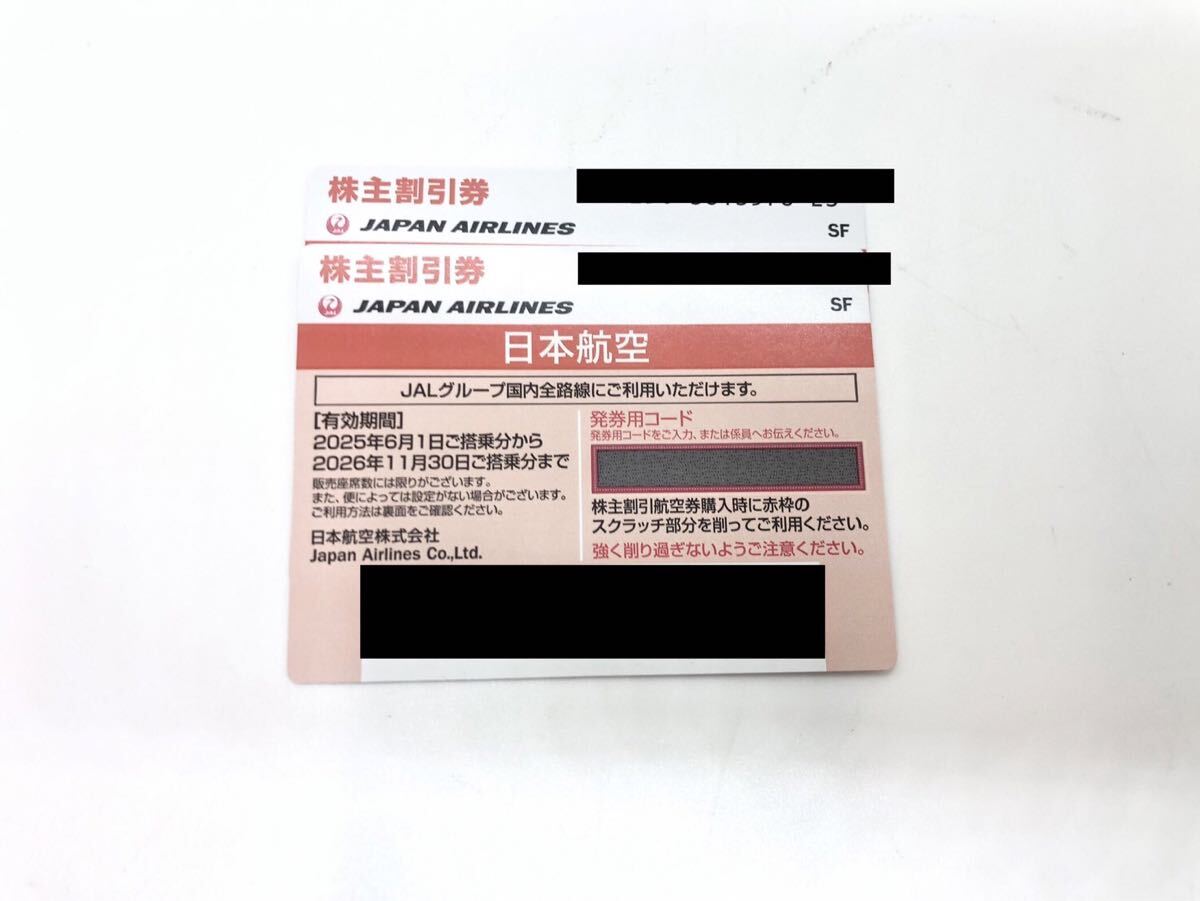 株主割引券
JAL JAPAN AIRLINES
SF
株主割引券
JAL JAPAN AIRLINES
SF
日本航空
JALグループ国内全路線にご利用いただけます。
[有効期間]
2025年6月1日ご搭乗分から
2026年11月30日ご搭乗分まで
販売座席数には限りがございます。
また、便によっては設定がない場合がございます。
ご利用方法は裏面をご確認ください。
日本航空株式会社
Japan Airlines Co.,Ltd.
発券用コード
発券用コードをご入力、または係員へお伝えください。
株主割引航空券購入時に赤枠の
スクラッチ部分を削ってご利用ください。
強く削り過ぎないようご注意ください。